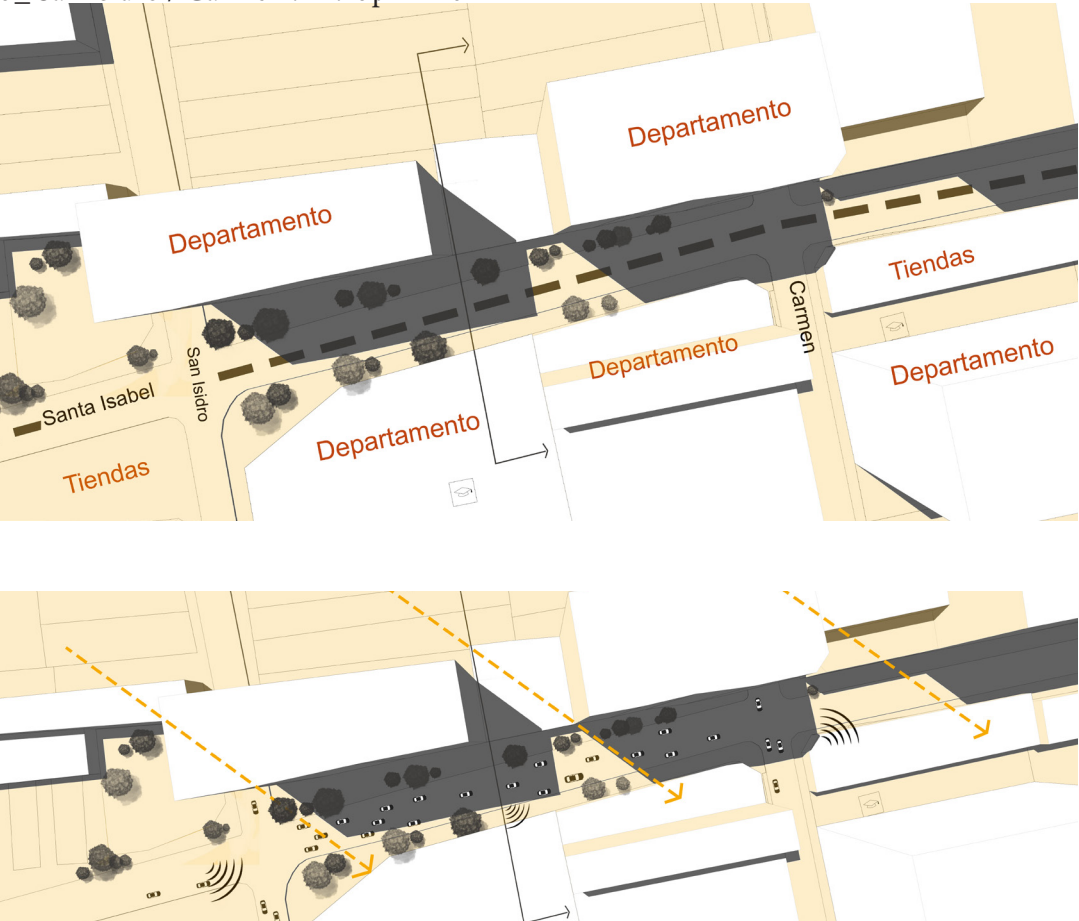 Departamento
Departamento
Tiendas
Carmen
Departamento
Departamento
San Isidro
Santa Isabel
Departamento
Tiendas